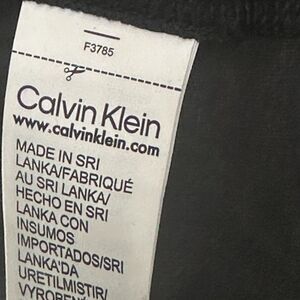 F3785
Calvin Klein
www.calvinklein.com
MADE IN SRI
LANKA/FABRIQUÉ
AU SRI LANKA/
HECHO EN SRI
LANKA CON
INSUMOS
IMPORTADOS/SRI
LANKA'DA
URETILMISTIR/
VYROBENO